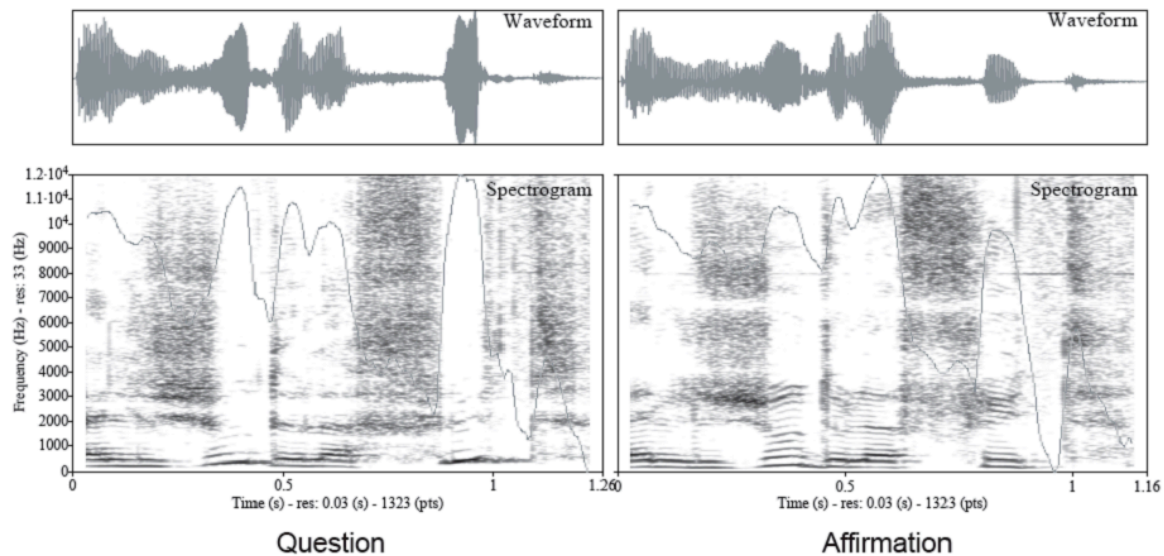 Waveform
Waveform
1.2·10⁴
1.1·10⁴
10⁴
9000
8000
7000
6000
5000
4000
3000
2000
1000
0
Frequency (Hz) - res: 33 (Hz)
Spectrogram
Spectrogram
0 0.5 1 1.26
0 0.5 1 1.16
Time (s) - res: 0.03 (s) - 1323 (pts)
Time (s) - res: 0.03 (s) - 1323 (pts)
Question
Affirmation